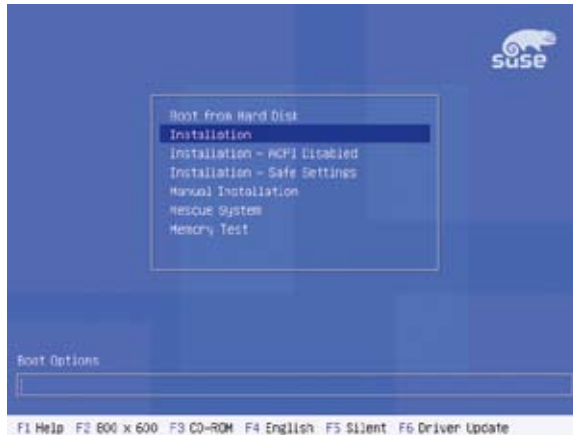 SUSE
Boot from Hard Disk
Installation
Installation - ACPI Disabled
Installation - Safe Settings
Manual Installation
Rescue System
Memory Test
Boot Options
F1 Help F2 800 x 600 F3 CD-ROM F4 English F5 Silent F6 Driver Update